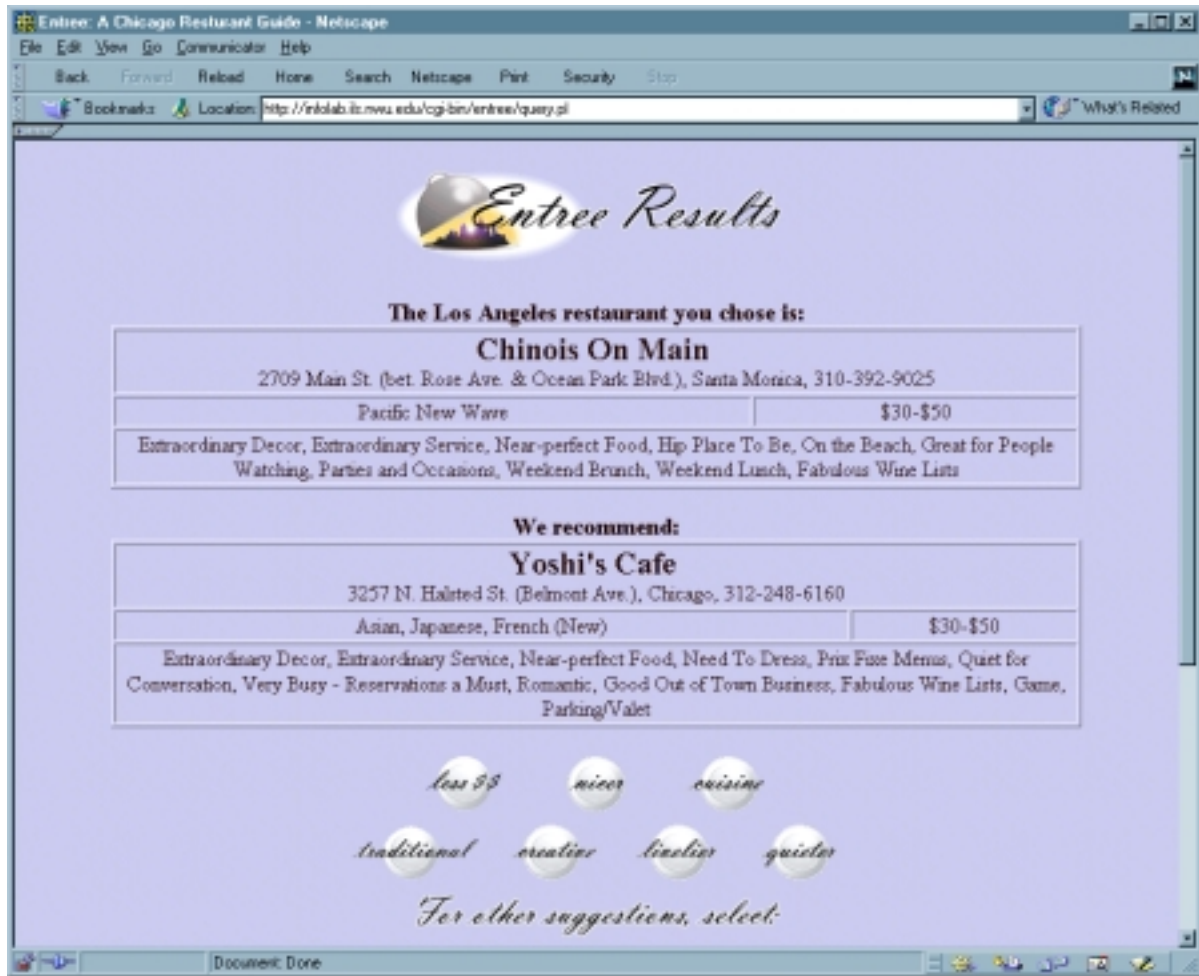 Entree: A Chicago Resturant Guide - Netscape
File Edit View Go Communicator Help
Back Forward Reload Home Search Netscape Print Security Stop
Bookmarks Location: http://infolab.ils.nwu.edu/cgi-bin/entree/query.pl What's Related
Entree Results
The Los Angeles restaurant you chose is:
Chinois On Main
2709 Main St. (bet. Rose Ave. & Ocean Park Blvd.), Santa Monica, 310-392-9025
Pacific New Wave $30-$50
Extraordinary Decor, Extraordinary Service, Near-perfect Food, Hip Place To Be, On the Beach, Great for People
Watching, Parties and Occasions, Weekend Brunch, Weekend Lunch, Fabulous Wine Lists
We recommend:
Yoshi's Cafe
3257 N. Halsted St. (Belmont Ave.), Chicago, 312-248-6160
Asian, Japanese, French (New) $30-$50
Extraordinary Decor, Extraordinary Service, Near-perfect Food, Need To Dress, Prix Fixe Menus, Quiet for
Conversation, Very Busy - Reservations a Must, Romantic, Good Out of Town Business, Fabulous Wine Lists, Game,
Parking/Valet
less $$ nicer cuisine
traditional creative livelier quieter
For other suggestions, select:
Document: Done